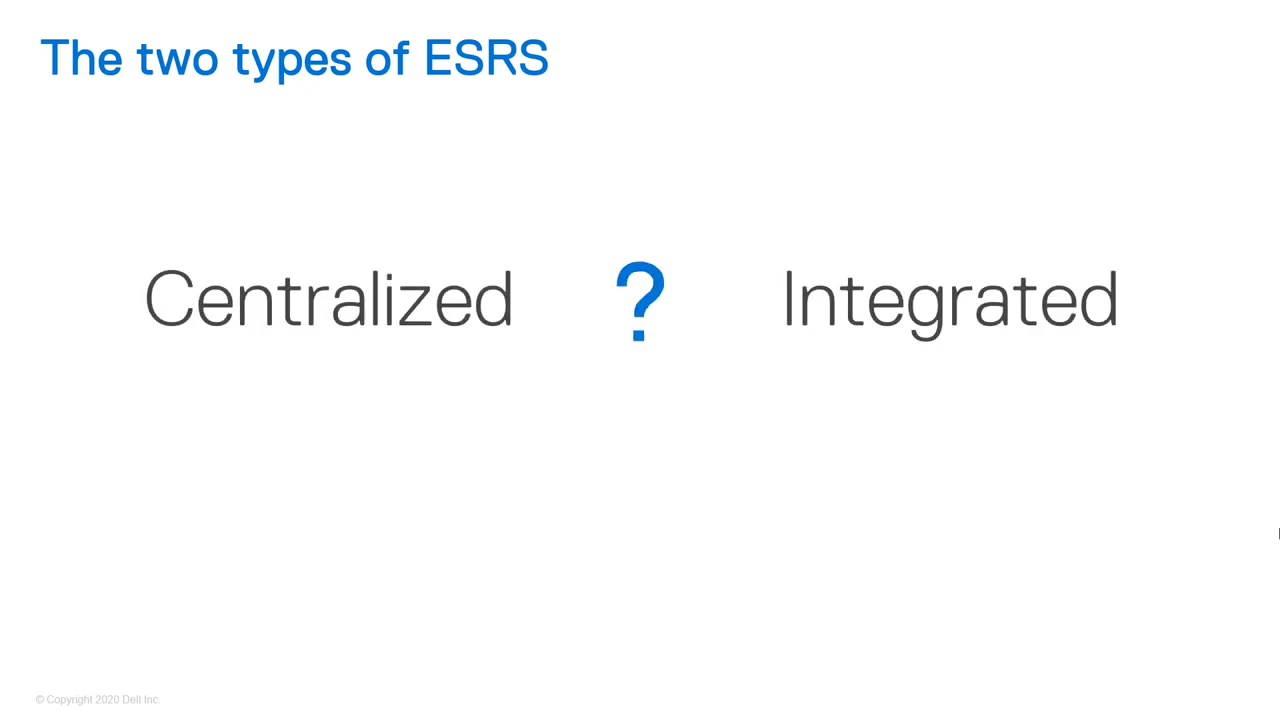 The two types of ESRS
Centralized ? Integrated
© Copyright 2020 Dell Inc.